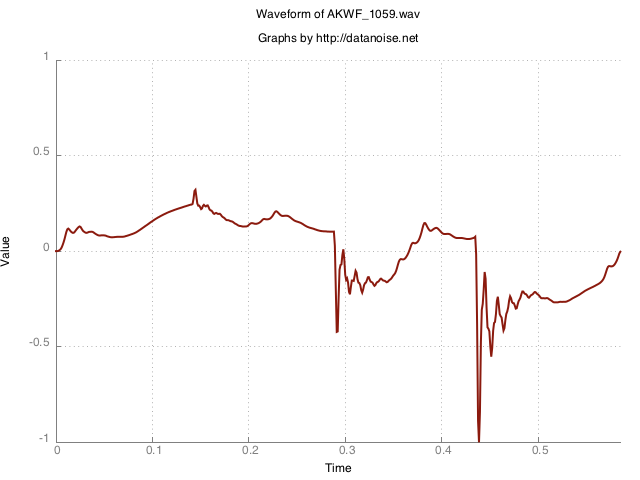 Waveform of AKWF_1059.wav
Graphs by http://datanoise.net
1
0.5
0
-0.5
-1
Value
0 0.1 0.2 0.3 0.4 0.5
Time